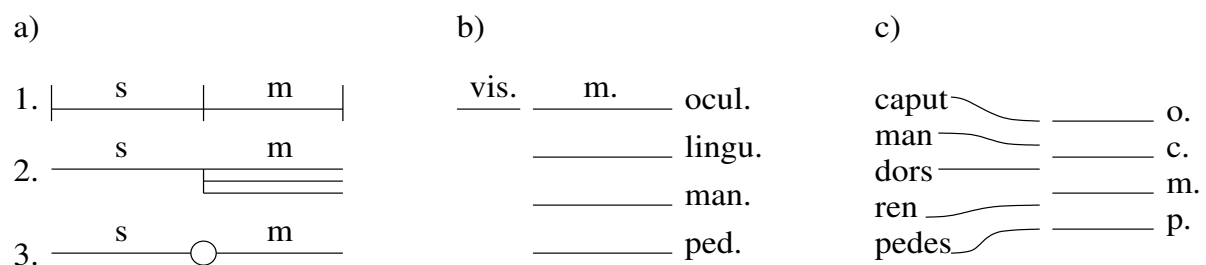 a)
1. s m
2. s m
3. s m
b)
vis. m. ocul.
lingu.
man.
ped.
c)
caput
man
dors
ren
pedes
o.
c.
m.
p.